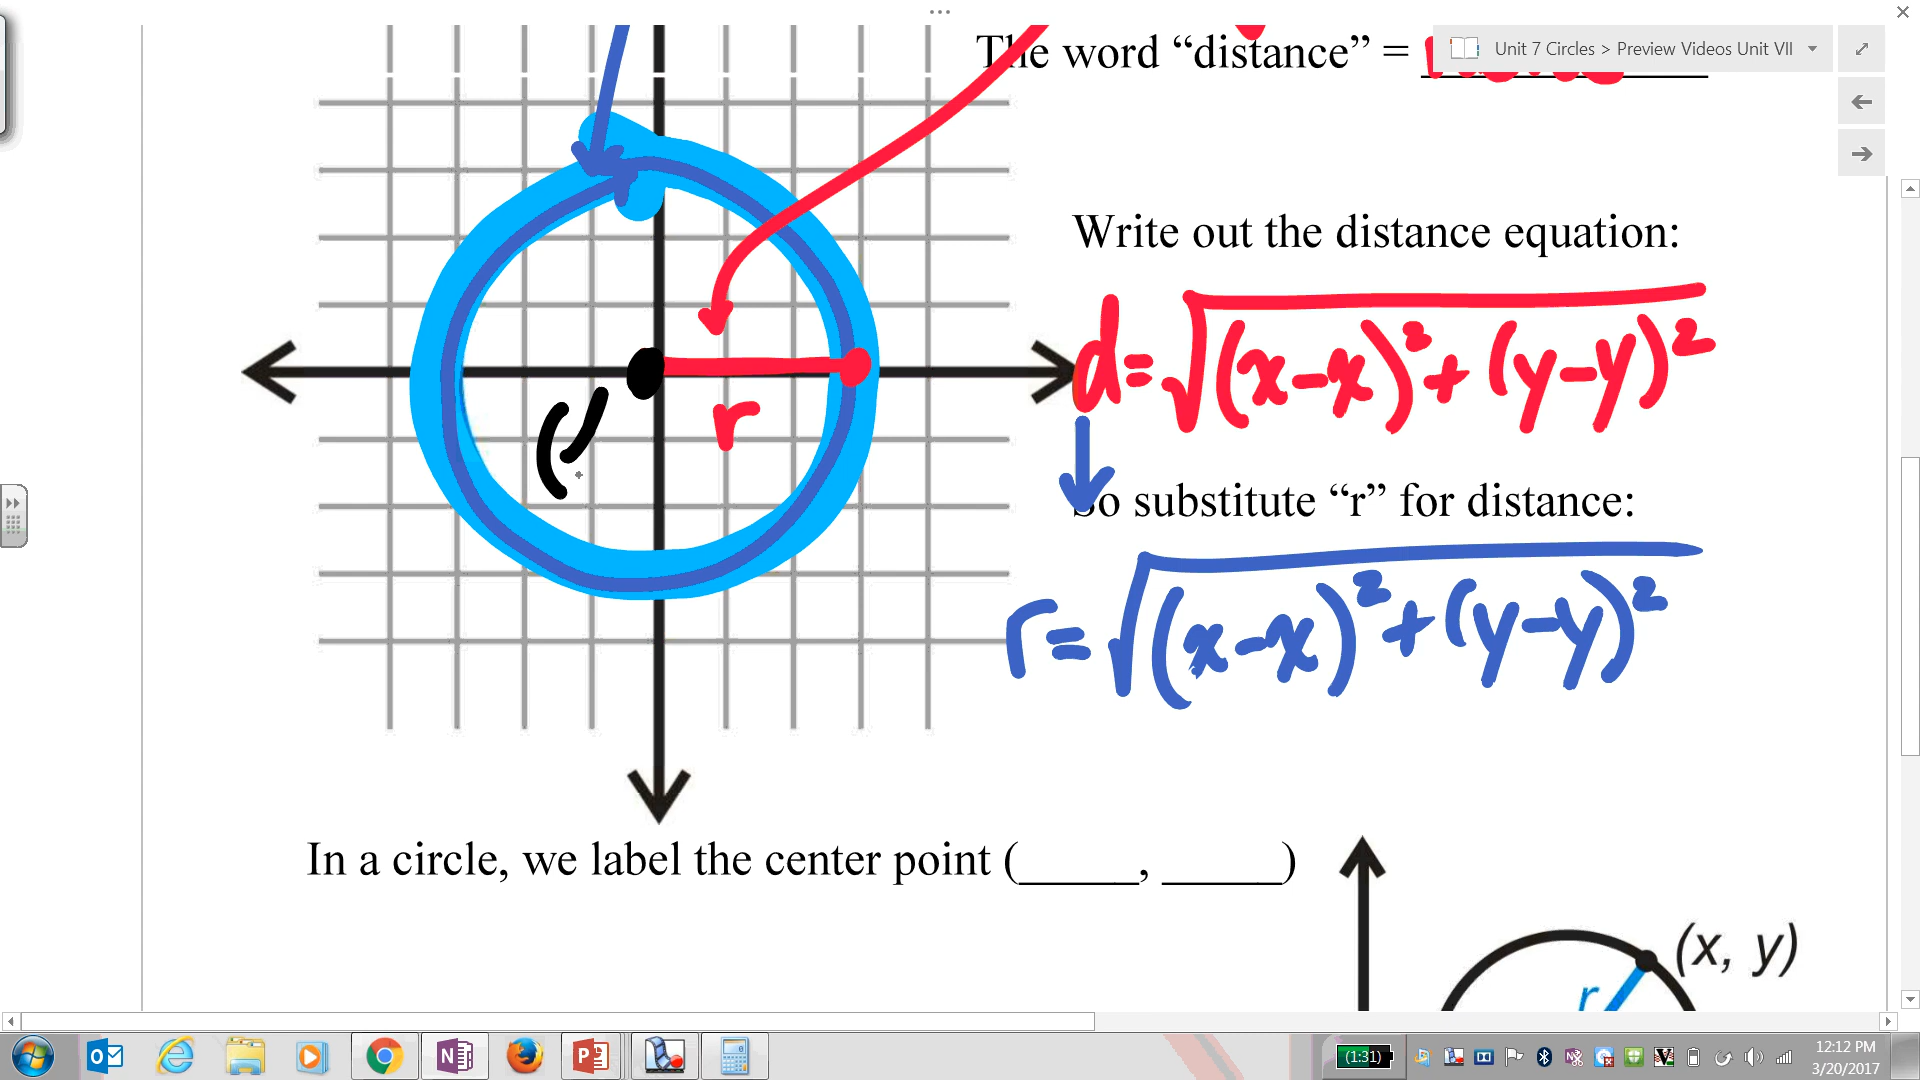 Unit 7 Circles > Preview Videos Unit VII
The word “distance” =
Write out the distance equation:
d=√(x-x)²+(y-y)²
r
So substitute “r” for distance:
r=√(x-x)²+(y-y)²
In a circle, we label the center point (_____, _____)
(x, y)
r
(1:31)
12:12 PM
3/20/2017